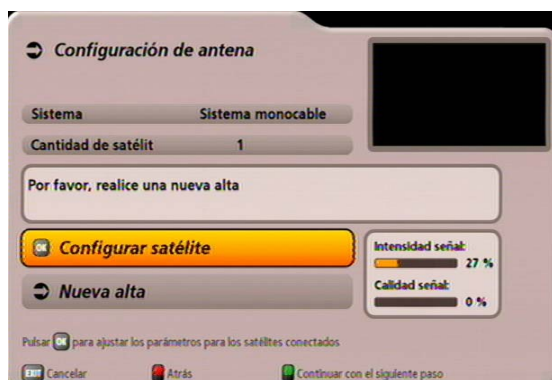 Configuración de antena
Sistema Sistema monocable
Cantidad de satélit 1
Por favor, realice una nueva alta
OK Configurar satélite
Nueva alta
Intensidad señal:
27 %
Calidad señal:
0 %
Pulsar OK para ajustar los parámetros para los satélites conectados
Cancelar Atrás Continuar con el siguiente paso